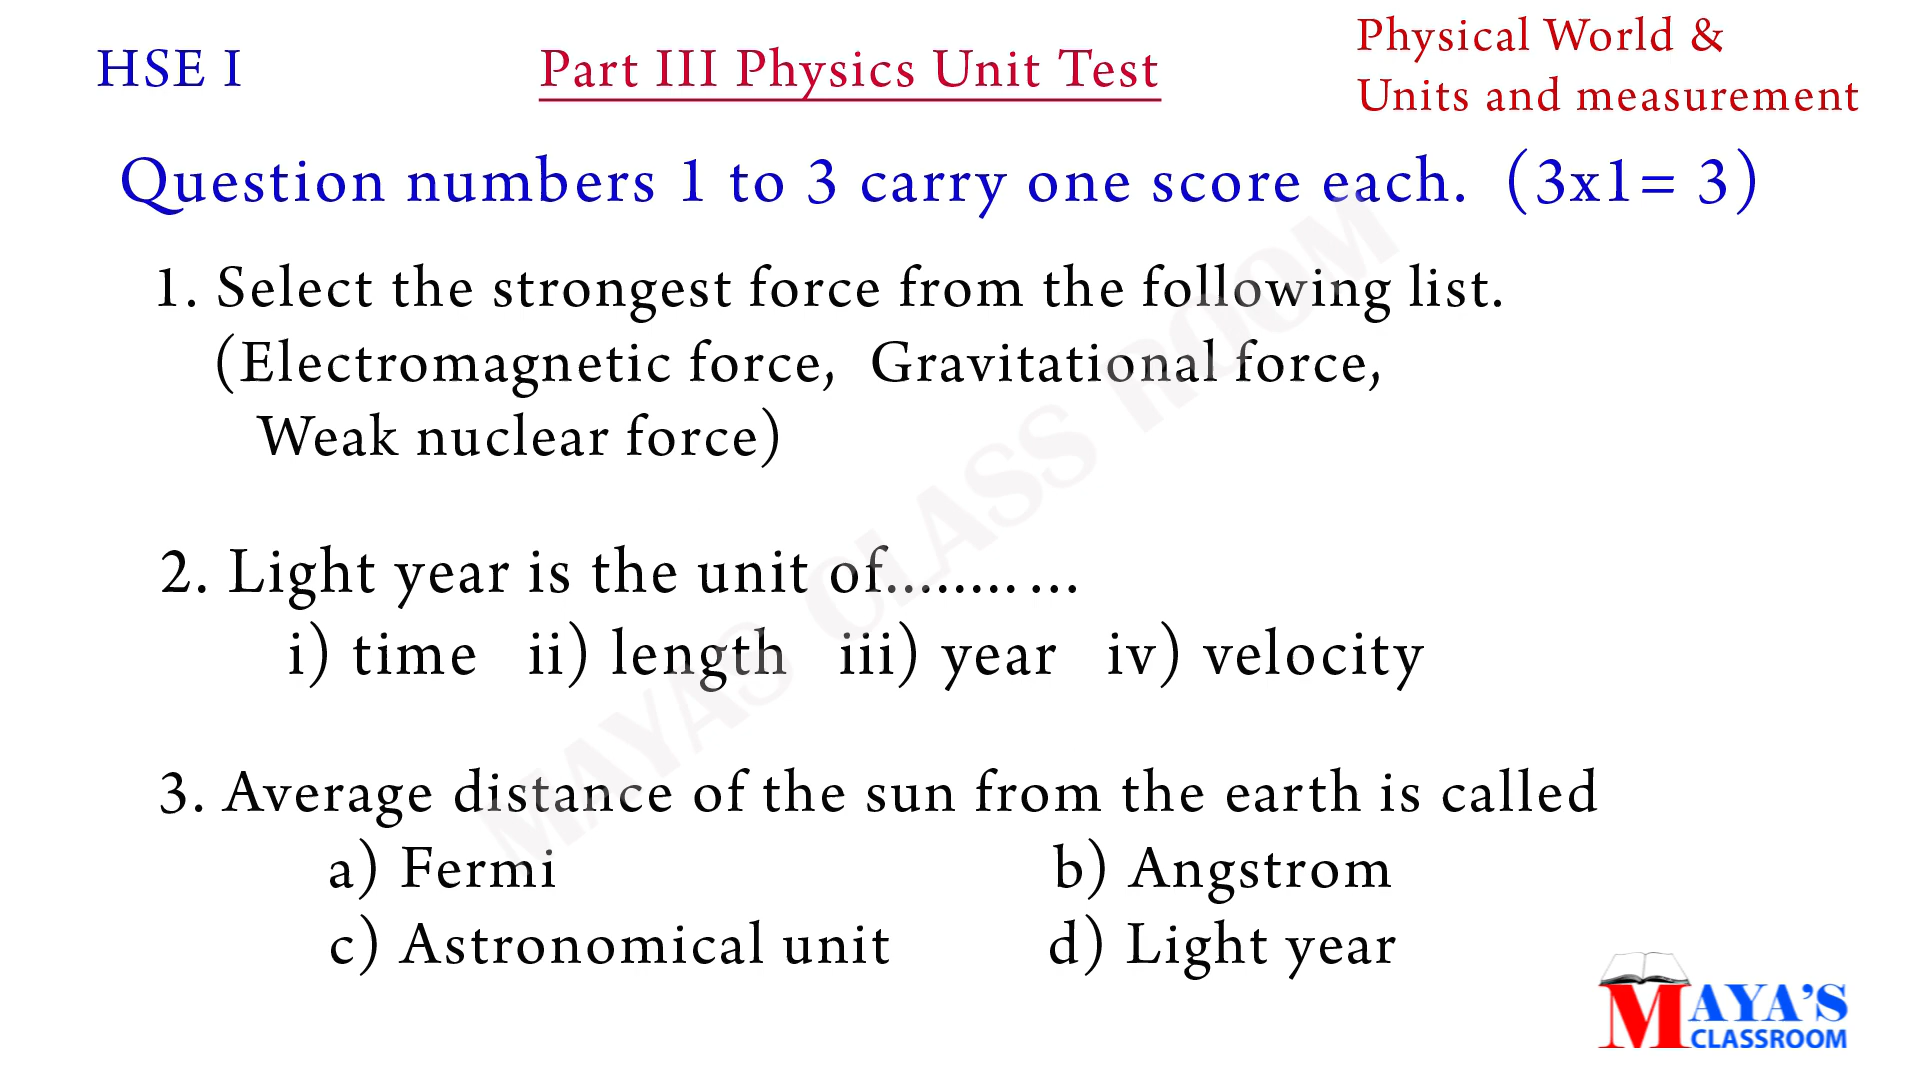 HSE I
Part III Physics Unit Test
Physical World &
Units and measurement
Question numbers 1 to 3 carry one score each. (3x1= 3)
1. Select the strongest force from the following list.
(Electromagnetic force, Gravitational force,
Weak nuclear force)
2. Light year is the unit of...........
i) time ii) length iii) year iv) velocity
3. Average distance of the sun from the earth is called
a) Fermi b) Angstrom
c) Astronomical unit d) Light year
MAYAS CLASS ROOM
MAYA'S
CLASSROOM